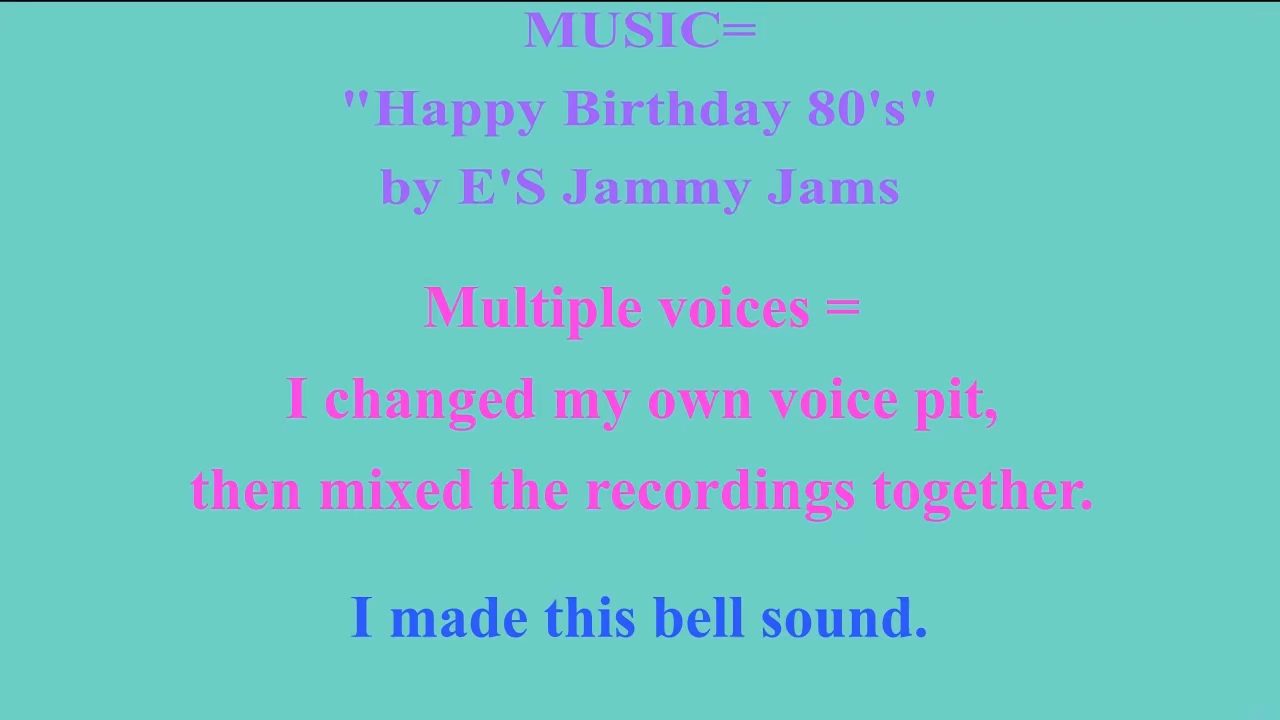 MUSIC=
"Happy Birthday 80's"
by E'S Jammy Jams
Multiple voices =
I changed my own voice pit,
then mixed the recordings together.
I made this bell sound.